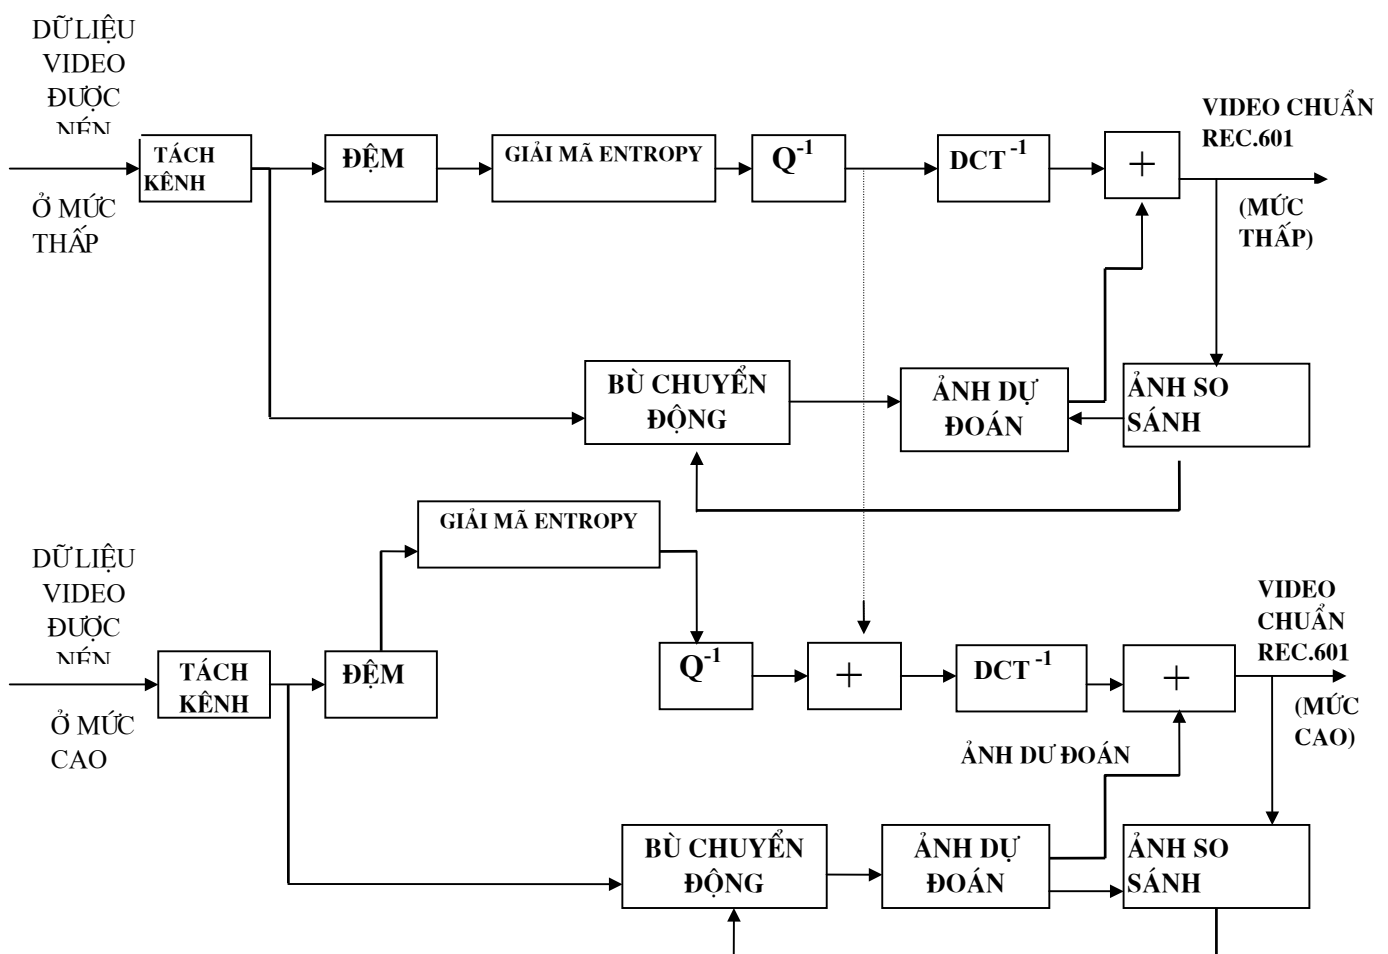 DỮ LIỆU
VIDEO
ĐƯỢC
NÉN
VIDEO CHUẨN
REC.601
TÁCH
KÊNH
ĐỆM
GIẢI MÃ ENTROPY
Q-1
DCT -1
+
Ở MỨC
THẤP
(MỨC
THẤP)
BÙ CHUYỂN
ĐỘNG
ẢNH DỰ
ĐOÁN
ẢNH SO
SÁNH
GIẢI MÃ ENTROPY
DỮ LIỆU
VIDEO
ĐƯỢC
NÉN
VIDEO
CHUẨN
REC.601
TÁCH
KÊNH
ĐỆM
Q-1
+
DCT -1
+
Ở MỨC
CAO
(MỨC
CAO)
ẢNH DƯ ĐOÁN
BÙ CHUYỂN
ĐỘNG
ẢNH DỰ
ĐOÁN
ẢNH SO
SÁNH